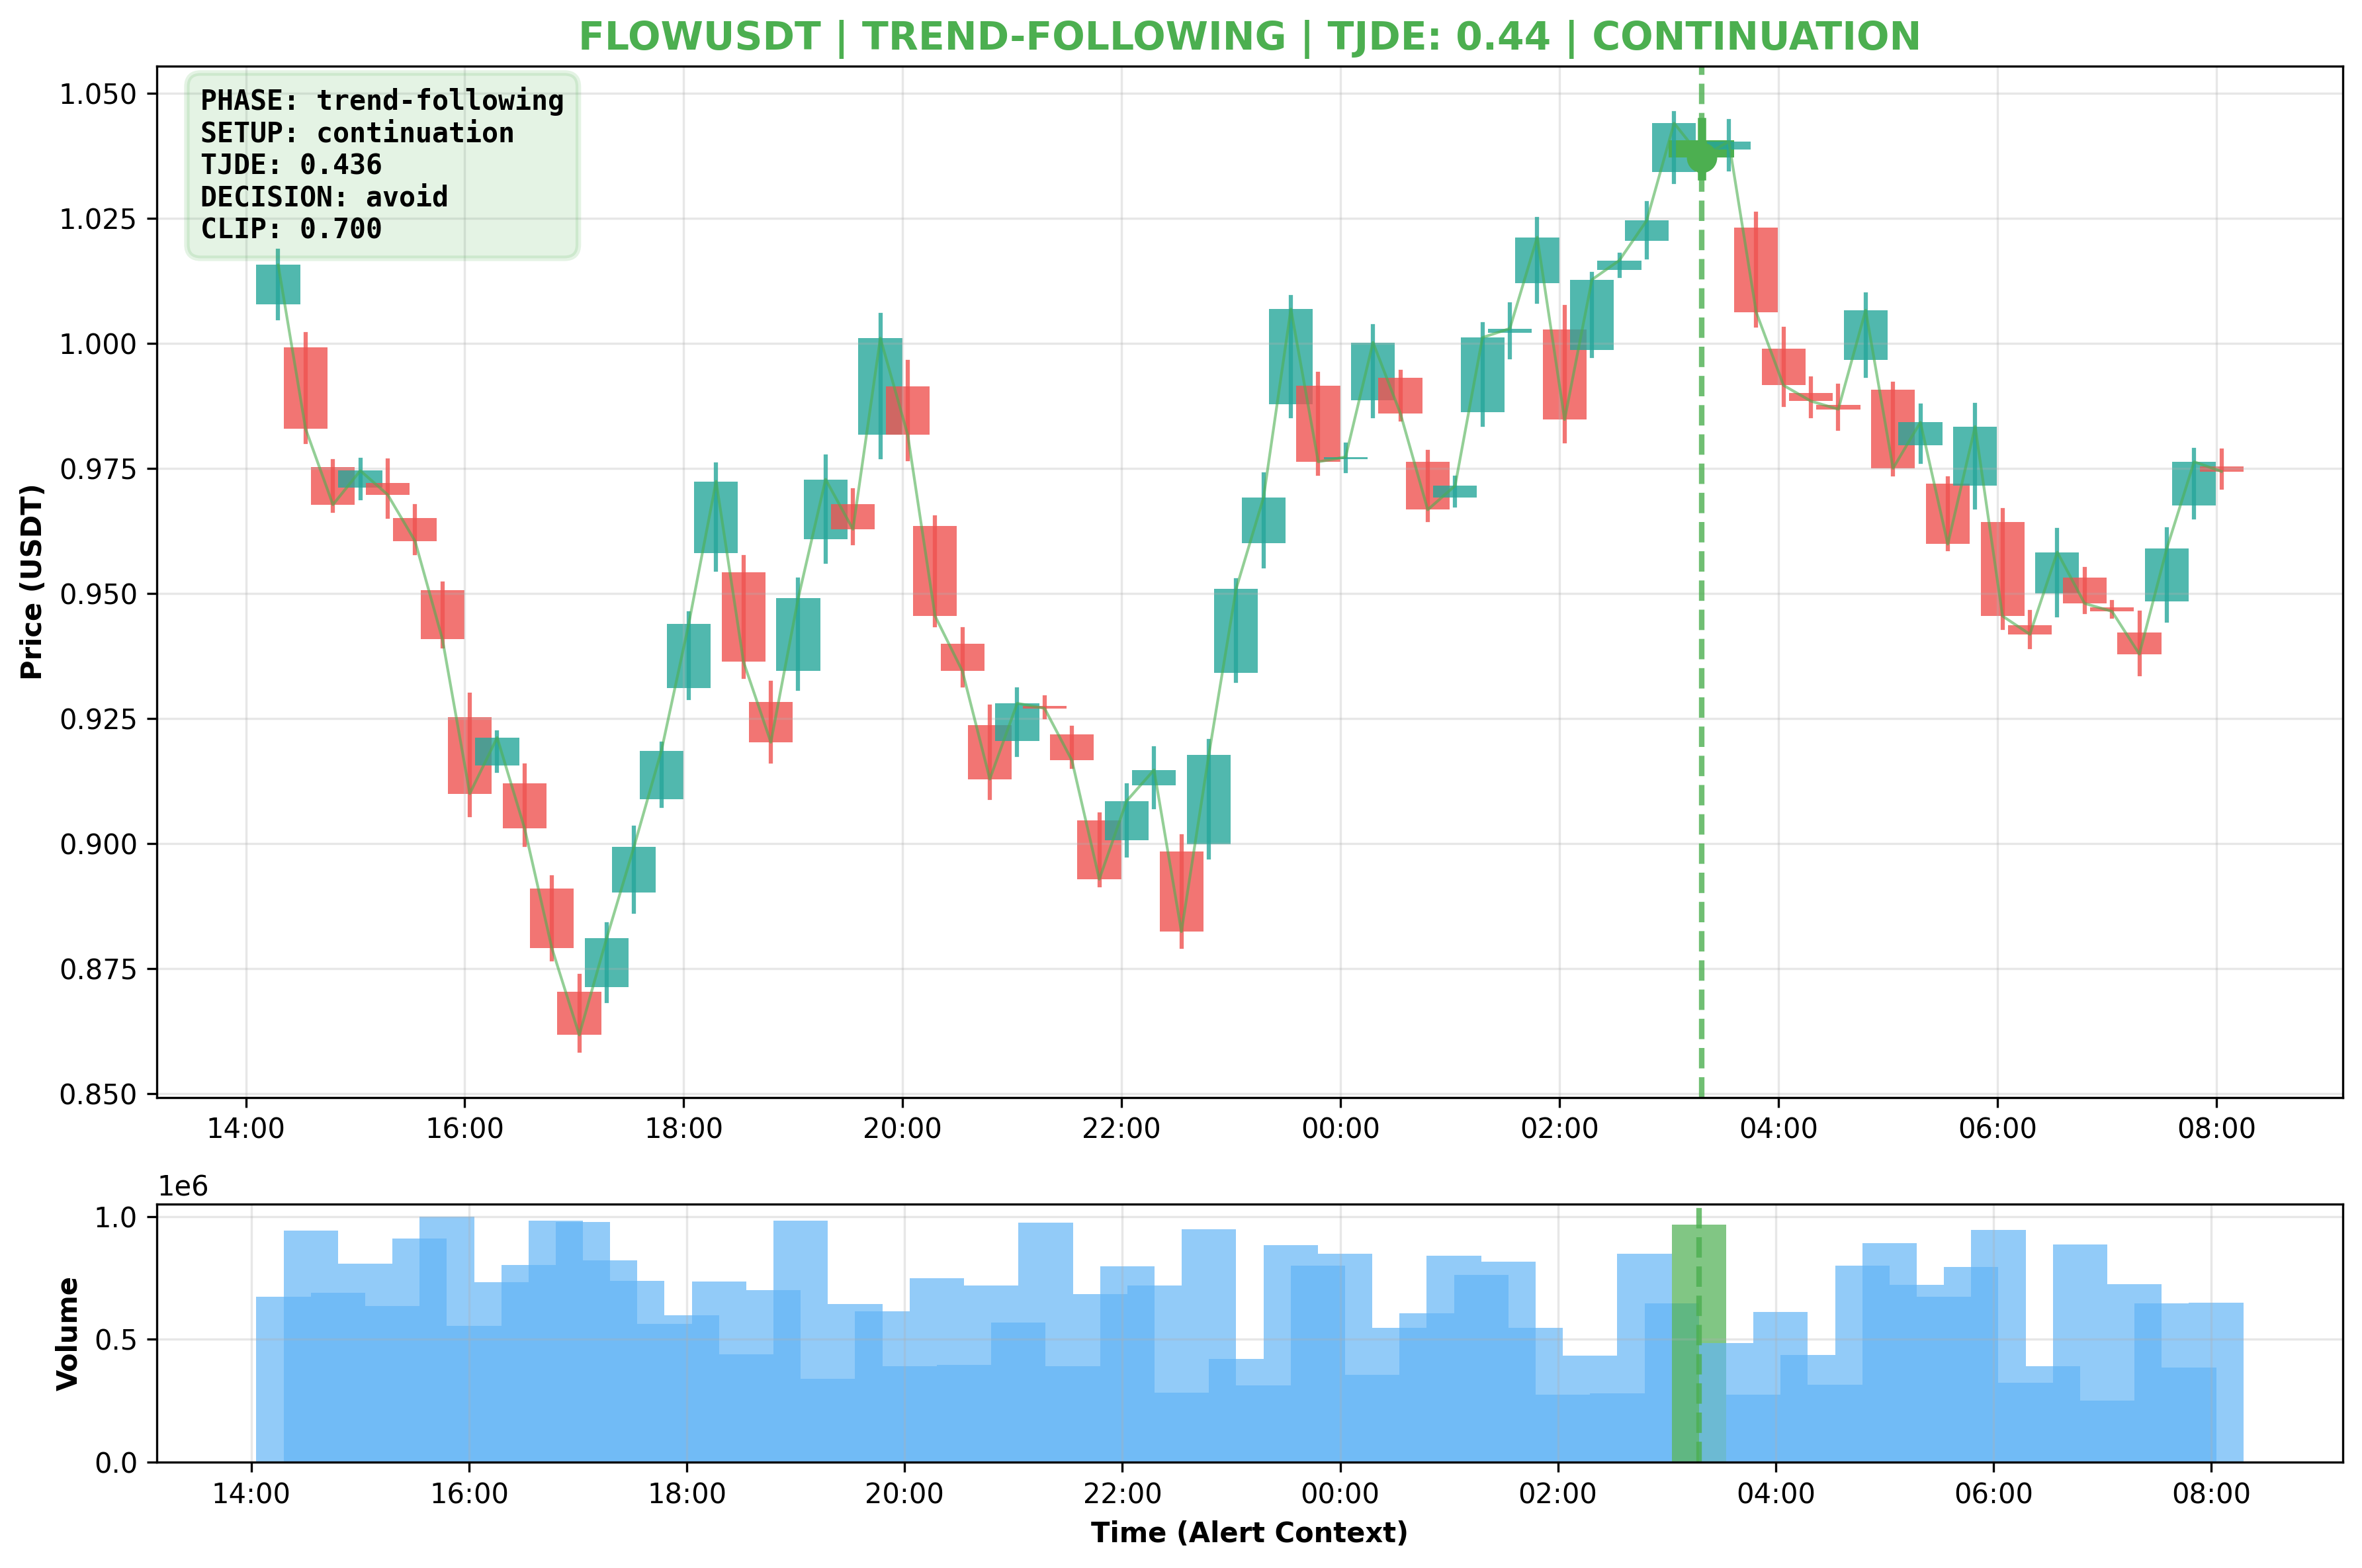 FLOWUSDT | TREND-FOLLOWING | TJDE: 0.44 | CONTINUATION
PHASE: trend-following
SETUP: continuation
TJDE: 0.436
DECISION: avoid
CLIP: 0.700
Price (USDT)
1.050
1.025
1.000
0.975
0.950
0.925
0.900
0.875
0.850
14:00 16:00 18:00 20:00 22:00 00:00 02:00 04:00 06:00 08:00
1e6
Volume
1.0
0.5
0.0
14:00 16:00 18:00 20:00 22:00 00:00 02:00 04:00 06:00 08:00
Time (Alert Context)